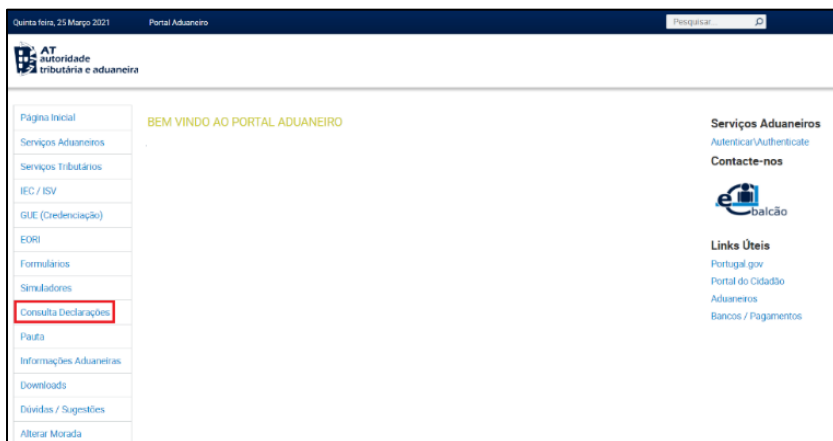 Quinta feira, 25 Março 2021
Portal Aduaneiro
Pesquisar...
AT
autoridade
tributária e aduaneira
Página Inicial
Serviços Aduaneiros
Serviços Tributários
IEC / ISV
GUE (Credenciação)
EORI
Formulários
Simuladores
Consulta Declarações
Pauta
Informações Aduaneiras
Downloads
Dúvidas / Sugestões
Alterar Morada
BEM VINDO AO PORTAL ADUANEIRO
Serviços Aduaneiros
Autenticar\Authenticate
Contacte-nos
e balcão
Links Úteis
Portugal.gov
Portal do Cidadão
Aduaneiros
Bancos / Pagamentos